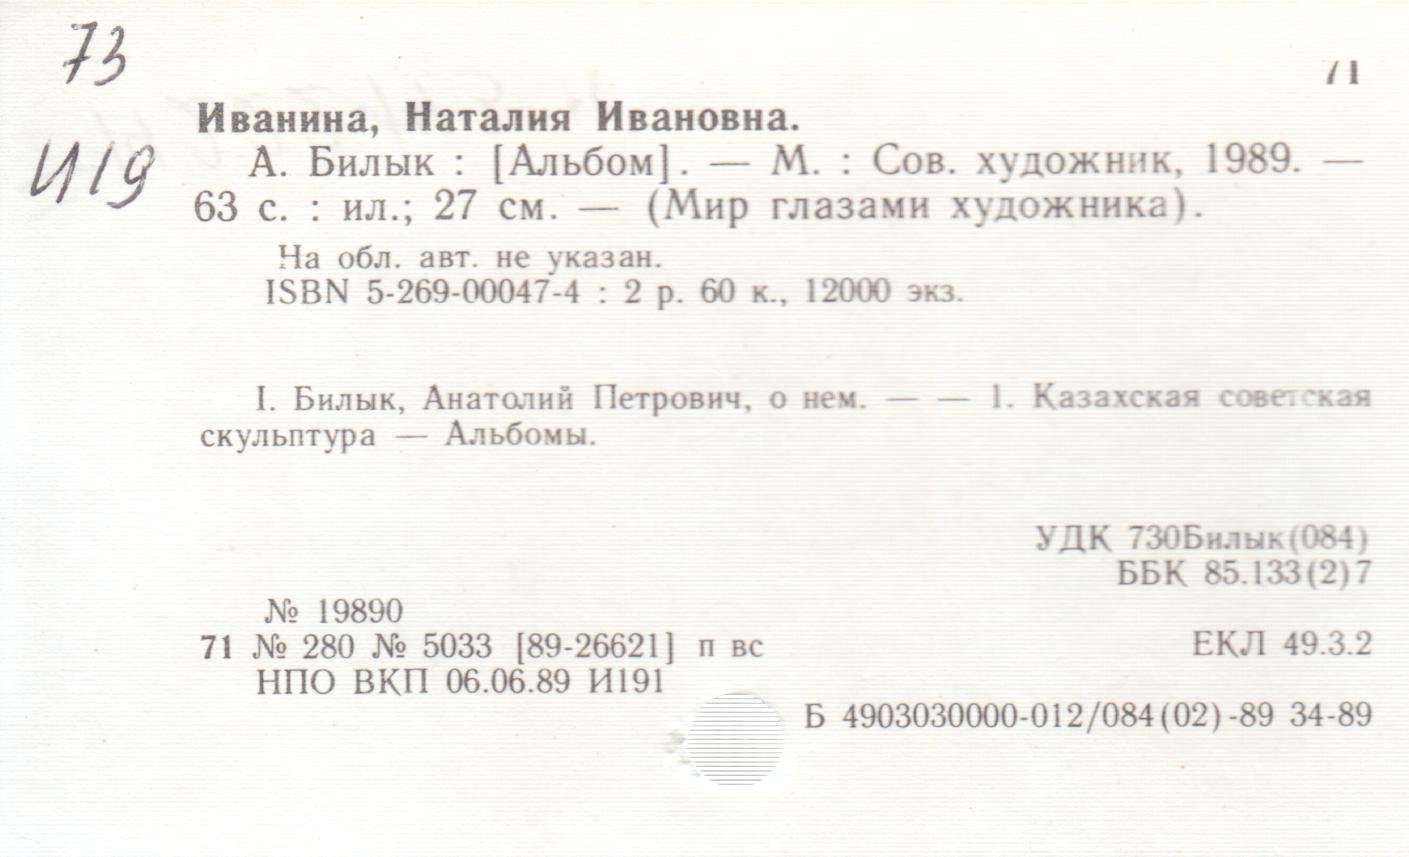 73
71
И19
Иванина, Наталия Ивановна.
А. Билык : [Альбом]. — М. : Сов. художник, 1989. —
63 с. : ил.; 27 см. — (Мир глазами художника).
На обл. авт. не указан.
ISBN 5-269-00047-4 : 2 р. 60 к., 12000 экз.
I. Билык, Анатолий Петрович, о нем. — — 1. Казахская советская
скульптура — Альбомы.
УДК 730Билык(084)
ББК 85.133(2)7
№ 19890
71 № 280 № 5033 [89-26621] п вс
ЕКЛ 49.3.2
НПО ВКП 06.06.89 И191
Б 4903030000-012/084(02)-89 34-89